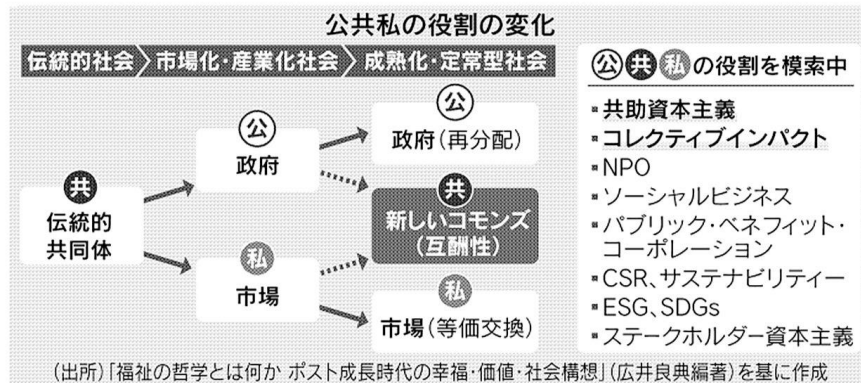 公共私の役割の変化
伝統的社会
市場化・産業化社会
成熟化・定常型社会
共
伝統的
共同体
公
政府
私
市場
公
政府(再分配)
共
新しいコモンズ
(互酬性)
私
市場(等価交換)
公共私の役割を模索中
▪共助資本主義
▪コレクティブインパクト
▪NPO
▪ソーシャルビジネス
▪パブリック・ベネフィット・
コーポレーション
▪CSR、サステナビリティー
▪ESG、SDGs
▪ステークホルダー資本主義
(出所)「福祉の哲学とは何か ポスト成長時代の幸福・価値・社会構想」(広井良典編著)を基に作成